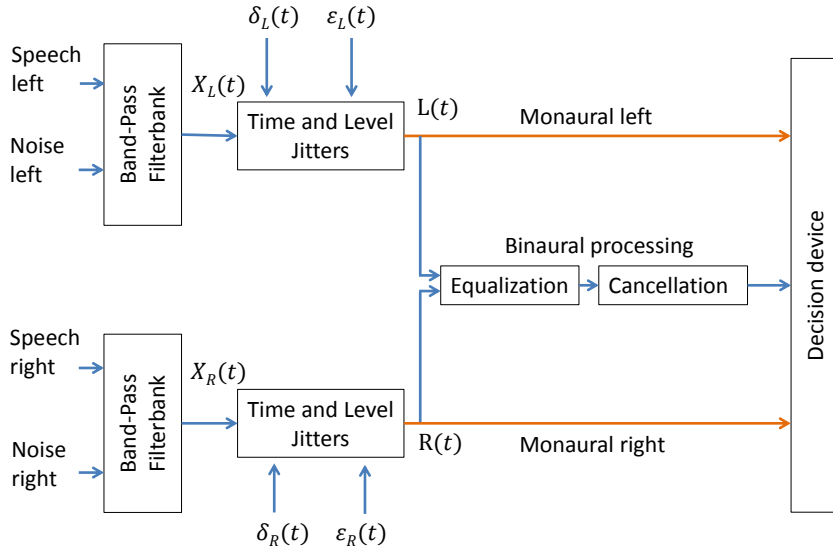 δ_L(t)
ε_L(t)
Speech
left
Noise
left
Band-Pass
Filterbank
X_L(t)
Time and Level
Jitters
L(t)
Monaural left
Binaural processing
Equalization
Cancellation
Decision device
Speech
right
Noise
right
Band-Pass
Filterbank
X_R(t)
Time and Level
Jitters
R(t)
Monaural right
δ_R(t)
ε_R(t)